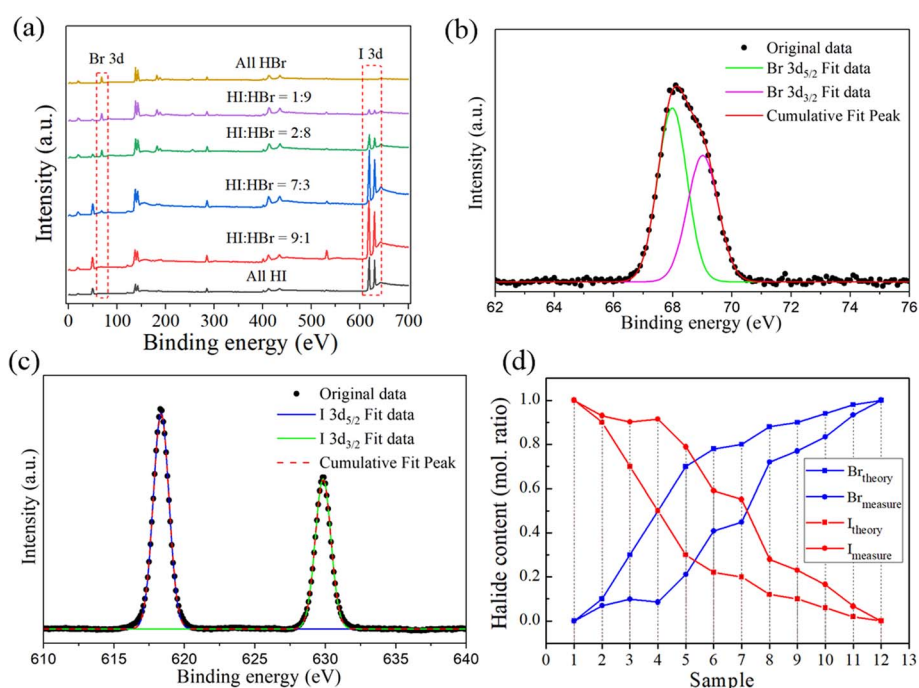 (a)
Br 3d
I 3d
All HBr
HI:HBr = 1:9
HI:HBr = 2:8
HI:HBr = 7:3
HI:HBr = 9:1
All HI
Intensity (a.u.)
0 100 200 300 400 500 600 700
Binding energy (eV)
(b)
Original data
Br 3d5/2 Fit data
Br 3d3/2 Fit data
Cumulative Fit Peak
Intensity (a.u.)
62 64 66 68 70 72 74 76
Binding energy (eV)
(c)
Original data
I 3d5/2 Fit data
I 3d3/2 Fit data
Cumulative Fit Peak
Intensity (a.u.)
610 615 620 625 630 635 640
Binding energy (eV)
(d)
1.0
0.8
0.6
0.4
0.2
0.0
Halide content (mol. ratio)
Brtheory
Brmeasure
Itheory
Imeasure
0 1 2 3 4 5 6 7 8 9 10 11 12 13
Sample